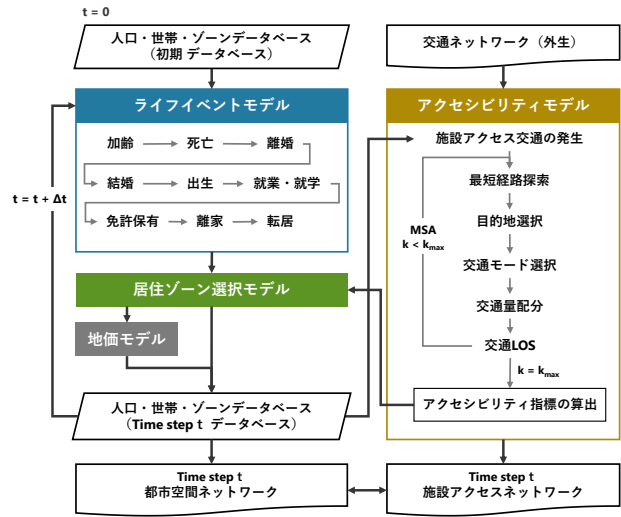 t = 0
人口・世帯・ゾーンデータベース
（初期 データベース）
ライフイベントモデル
加齢
死亡
離婚
結婚
出生
就業・就学
免許保有
離家
転居
t = t + Δt
居住ゾーン選択モデル
地価モデル
人口・世帯・ゾーンデータベース
（Time step t データベース）
Time step t
都市空間ネットワーク
交通ネットワーク（外生）
アクセシビリティモデル
施設アクセス交通の発生
最短経路探索
目的地選択
交通モード選択
交通量配分
交通LOS
MSA
k < kmax
k = kmax
アクセシビリティ指標の算出
Time step t
施設アクセスネットワーク